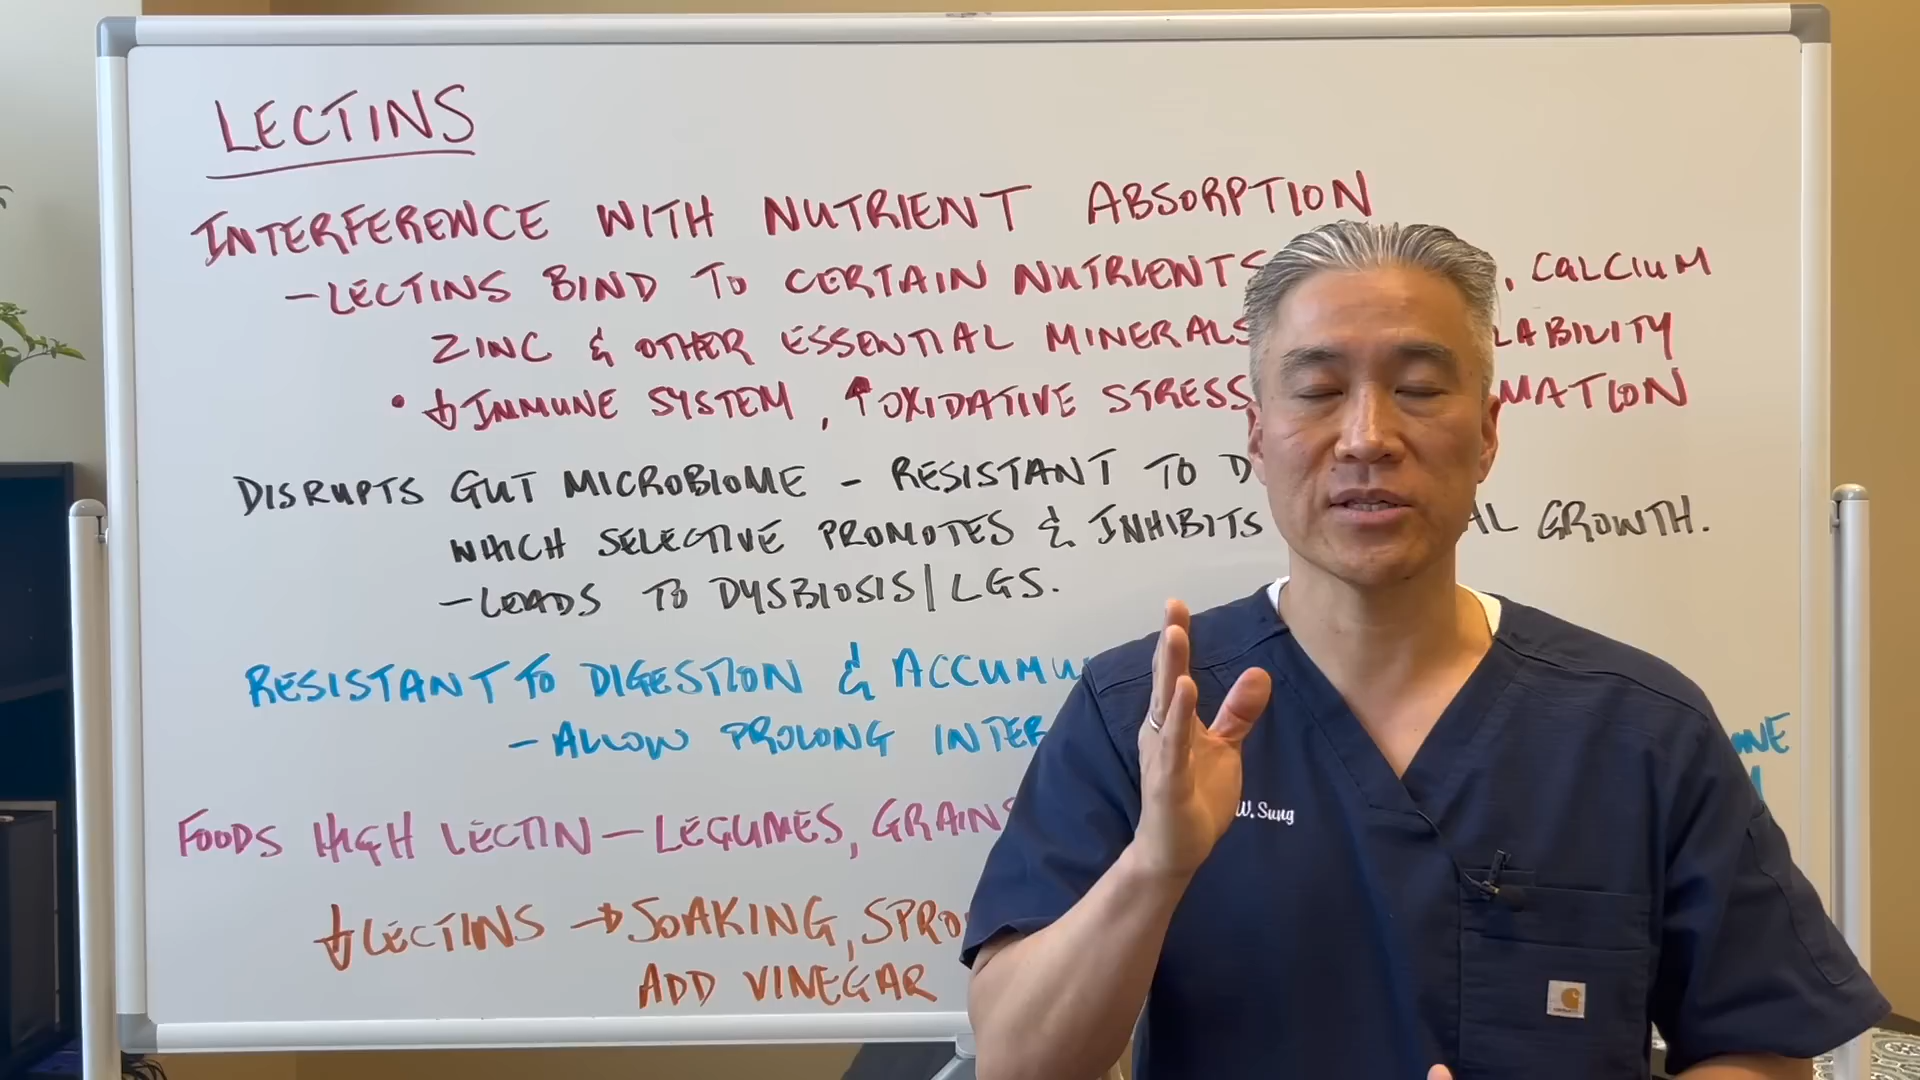 LECTINS
INTERFERENCE WITH NUTRIENT ABSORPTION
- LECTINS BIND TO CERTAIN NUTRIENTS , CALCIUM
ZINC & OTHER ESSENTIAL MINERALS LABILITY
• ↓ IMMUNE SYSTEM, ↑ OXIDATIVE STRESS MATION
DISRUPTS GUT MICROBIOME - RESISTANT TO D
WHICH SELECTIVE PROMOTES & INHIBITS AL GROWTH.
- LEADS TO DYSBIOSIS/LGS.
RESISTANT TO DIGESTION & ACCUMU
- ALLOW PROLONG INTER ONE
FOODS HIGH LECTIN - LEGUMES, GRAINS
↓ LECTINS → SOAKING, SPRO
ADD VINEGAR
W. Sung